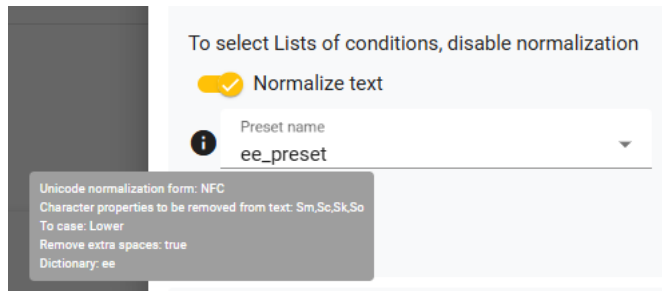 To select Lists of conditions, disable normalization
Normalize text
Preset name
ee_preset
Unicode normalization form: NFC
Character properties to be removed from text: Sm,Sc,Sk,So
To case: Lower
Remove extra spaces: true
Dictionary: ee